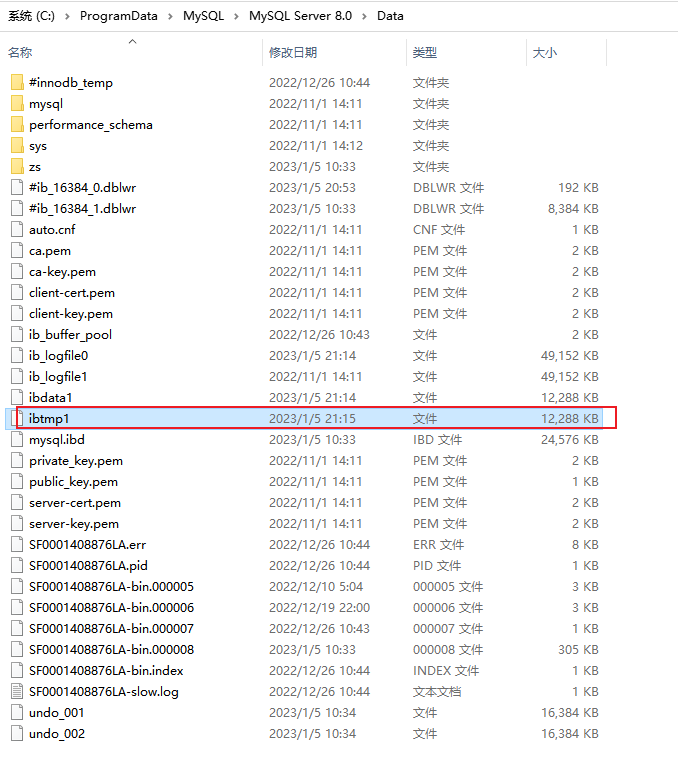 系统 (C:) › ProgramData › MySQL › MySQL Server 8.0 › Data
名称 修改日期 类型 大小
#innodb_temp 2022/12/26 10:44 文件夹
mysql 2022/11/1 14:11 文件夹
performance_schema 2022/11/1 14:11 文件夹
sys 2022/11/1 14:12 文件夹
zs 2023/1/5 10:33 文件夹
#ib_16384_0.dblwr 2023/1/5 20:53 DBLWR 文件 192 KB
#ib_16384_1.dblwr 2023/1/5 10:33 DBLWR 文件 8,384 KB
auto.cnf 2022/11/1 14:11 CNF 文件 1 KB
ca.pem 2022/11/1 14:11 PEM 文件 2 KB
ca-key.pem 2022/11/1 14:11 PEM 文件 2 KB
client-cert.pem 2022/11/1 14:11 PEM 文件 2 KB
client-key.pem 2022/11/1 14:11 PEM 文件 2 KB
ib_buffer_pool 2022/12/26 10:43 文件 2 KB
ib_logfile0 2023/1/5 21:14 文件 49,152 KB
ib_logfile1 2022/11/1 14:11 文件 49,152 KB
ibdata1 2023/1/5 21:14 文件 12,288 KB
ibtmp1 2023/1/5 21:15 文件 12,288 KB
mysql.ibd 2023/1/5 10:33 IBD 文件 24,576 KB
private_key.pem 2022/11/1 14:11 PEM 文件 2 KB
public_key.pem 2022/11/1 14:11 PEM 文件 1 KB
server-cert.pem 2022/11/1 14:11 PEM 文件 2 KB
server-key.pem 2022/11/1 14:11 PEM 文件 2 KB
SF0001408876LA.err 2022/12/26 10:44 ERR 文件 8 KB
SF0001408876LA.pid 2022/12/26 10:44 PID 文件 1 KB
SF0001408876LA-bin.000005 2022/12/10 5:04 000005 文件 3 KB
SF0001408876LA-bin.000006 2022/12/19 22:00 000006 文件 3 KB
SF0001408876LA-bin.000007 2022/12/26 10:43 000007 文件 1 KB
SF0001408876LA-bin.000008 2023/1/5 10:33 000008 文件 305 KB
SF0001408876LA-bin.index 2022/12/26 10:44 INDEX 文件 1 KB
SF0001408876LA-slow.log 2022/12/26 10:44 文本文档 1 KB
undo_001 2023/1/5 10:34 文件 16,384 KB
undo_002 2023/1/5 10:34 文件 16,384 KB